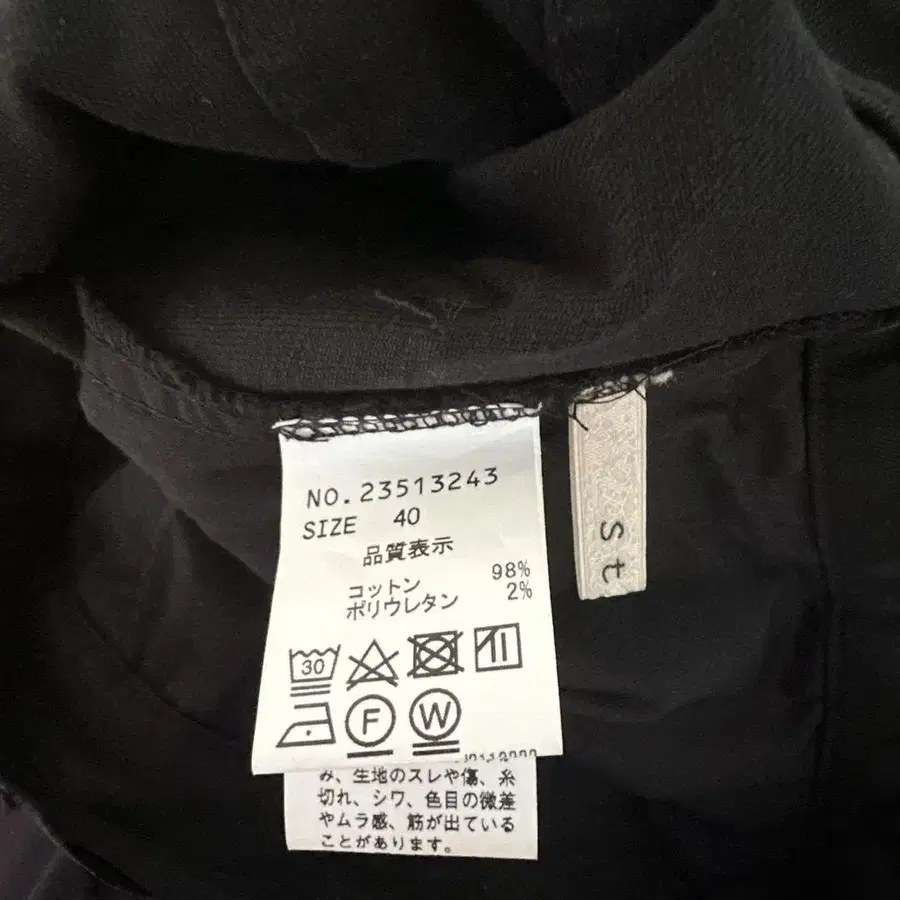 NO.23513243
SIZE 40
品質表示
コットン 98%
ポリウレタン 2%
30
F
W
み、生地のスレや傷、糸
切れ、シワ、色目の微差
やムラ感、筋が出ている
ことがあります。
st